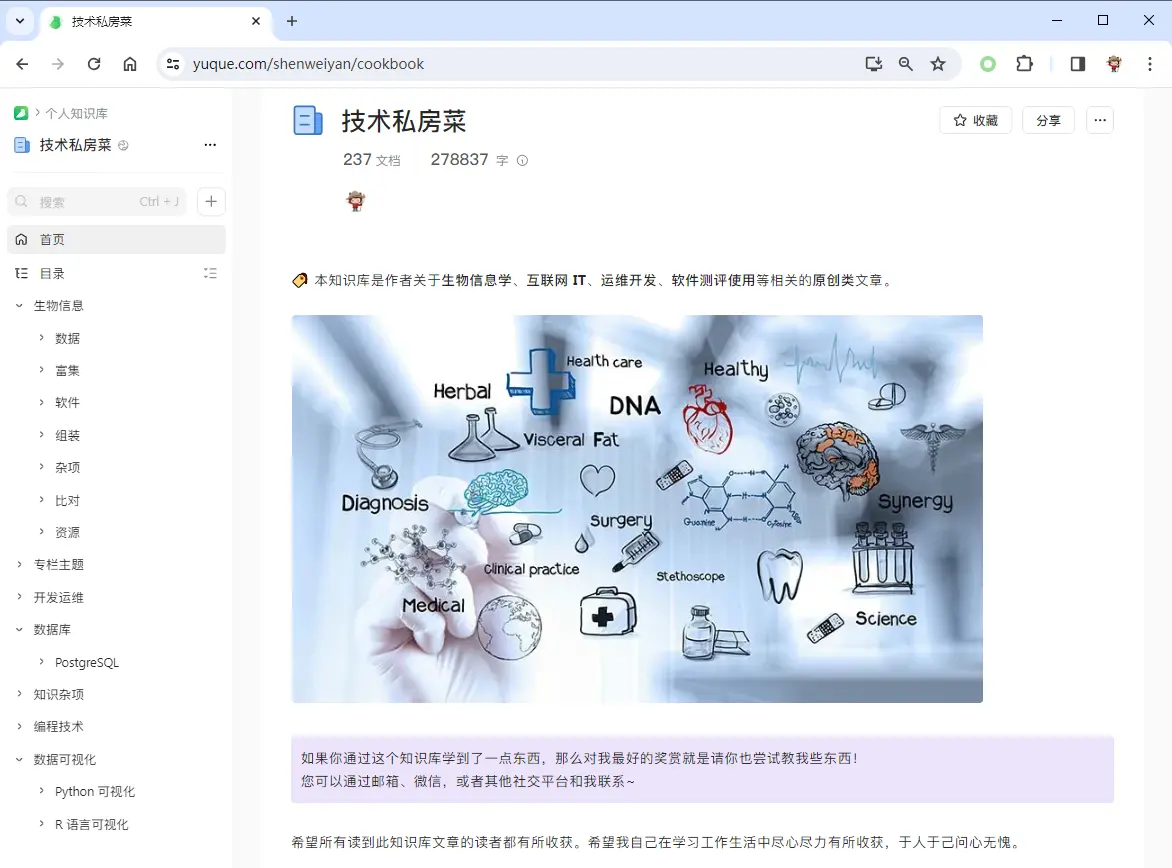 技术私房菜
yuque.com/shenweiyan/cookbook
个人知识库
技术私房菜
搜索 Ctrl + J
首页
目录
生物信息
数据
富集
软件
组装
杂项
比对
资源
专栏主题
开发运维
数据库
PostgreSQL
知识杂项
编程技术
数据可视化
Python 可视化
R 语言可视化
技术私房菜
收藏
分享
237 文档 278837 字
本知识库是作者关于生物信息学、互联网 IT、运维开发、软件测评使用等相关的原创类文章。
Health care
Healthy
Herbal
DNA
Visceral Fat
Diagnosis
Synergy
Surgery
Guanine
Cytosine
Clinical practice
Stethoscope
Medical
Science
如果你通过这个知识库学到了一点东西，那么对我最好的奖赏就是请你也尝试教我些东西！
您可以通过邮箱、微信，或者其他社交平台和我联系~
希望所有读到此知识库文章的读者都有所收获。希望我自己在学习工作生活中尽心尽力有所收获，于人于己问心无愧。